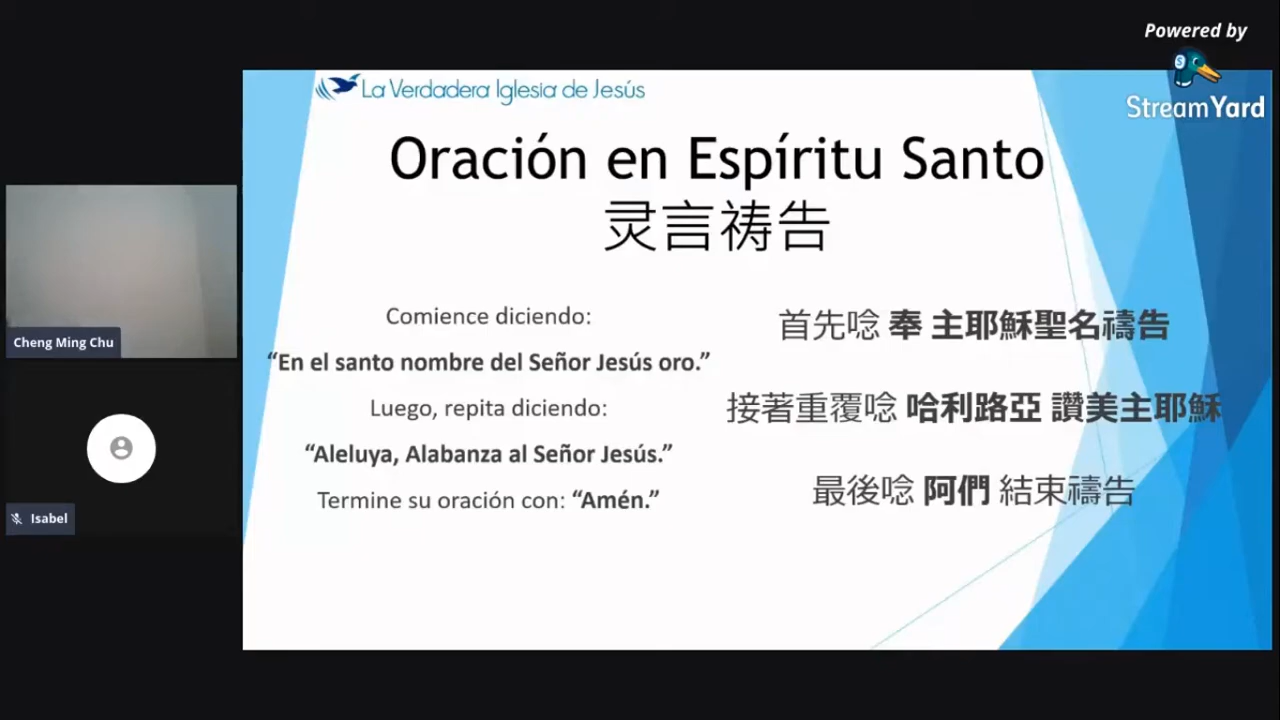 Powered by
StreamYard
La Verdadera Iglesia de Jesús
Oración en Espíritu Santo
灵言祷告
Comience diciendo:
“En el santo nombre del Señor Jesús oro.”
Luego, repita diciendo:
“Aleluya, Alabanza al Señor Jesús.”
Termine su oración con: “Amén.”
首先唸 奉 主耶穌聖名禱告
接著重覆唸 哈利路亞 讚美主耶穌
最後唸 阿們 結束禱告
Cheng Ming Chu
Isabel